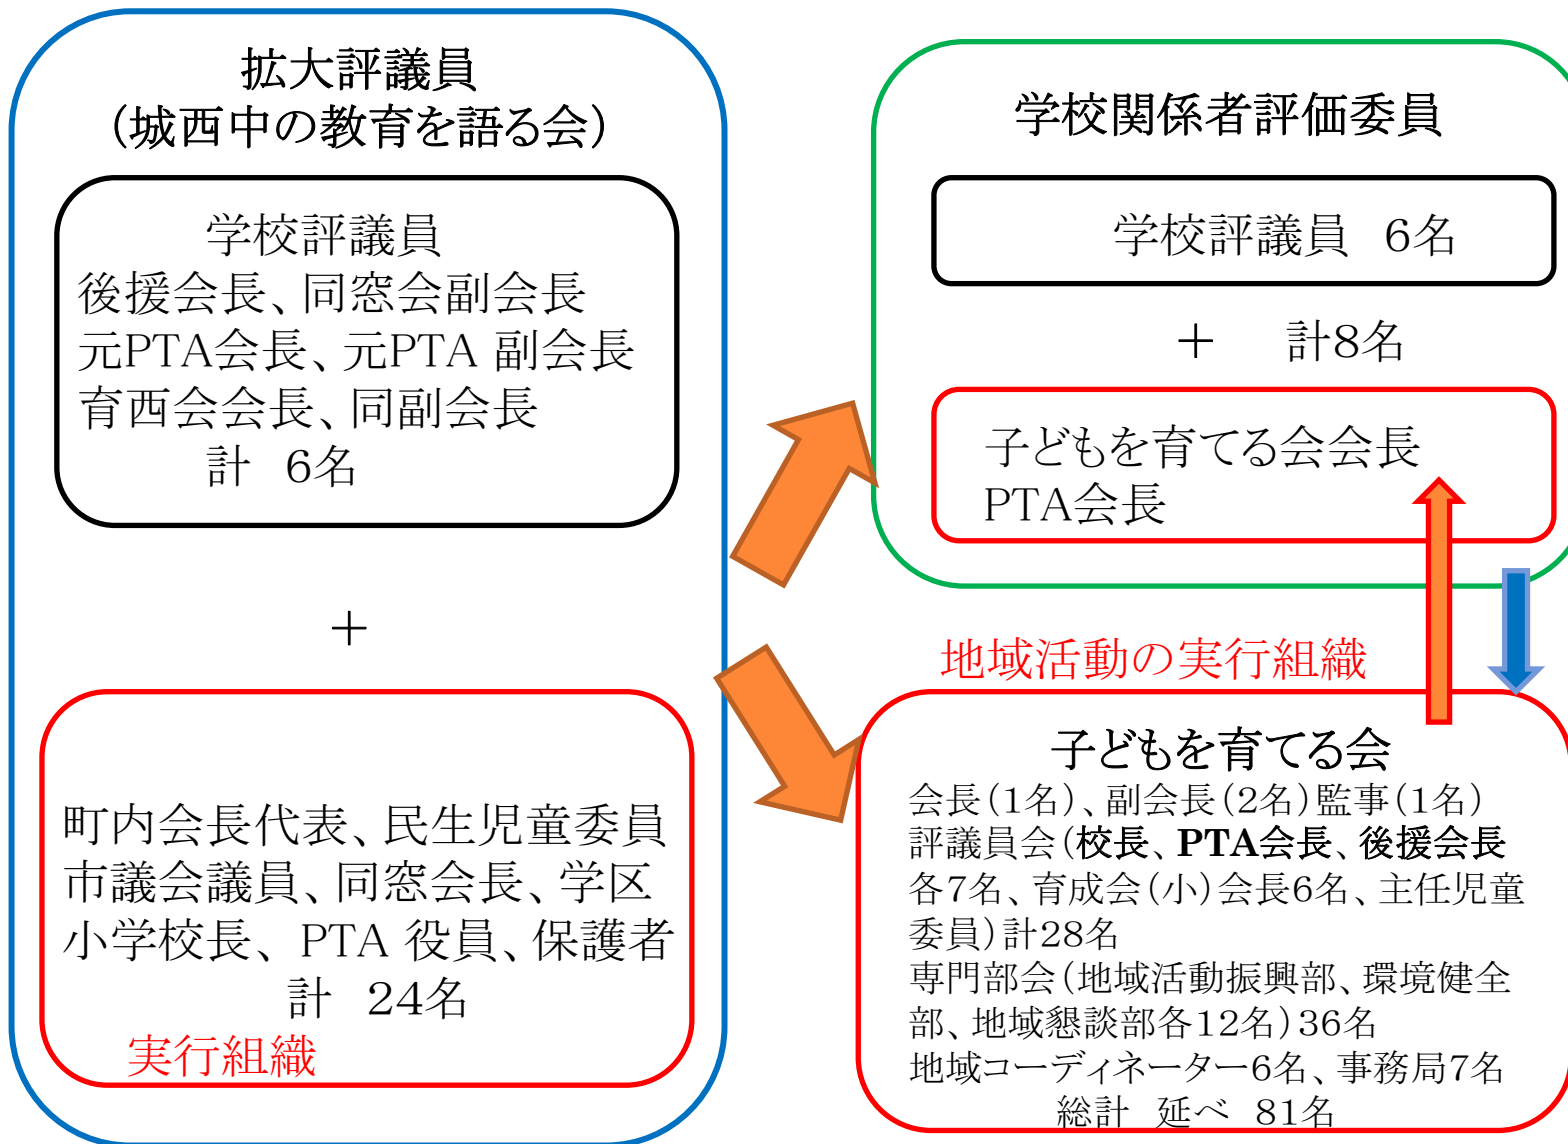 拡大評議員
（城西中の教育を語る会）
学校評議員
後援会長、同窓会副会長
元PTA会長、元PTA 副会長
育西会会長、同副会長
計　6名
＋
町内会長代表、民生児童委員
市議会議員、同窓会長、学区
小学校長、PTA 役員、保護者
計　24名
実行組織
学校関係者評価委員
学校評議員　6名
＋　計8名
子どもを育てる会会長
PTA会長
地域活動の実行組織
子どもを育てる会
会長（1名）、副会長（2名）監事（1名）
評議員会（校長、PTA会長、後援会長
各7名、育成会（小）会長6名、主任児童
委員）計28名
専門部会（地域活動振興部、環境健全
部、地域懇談部各12名）36名
地域コーディネーター6名、事務局7名
総計　延べ　81名